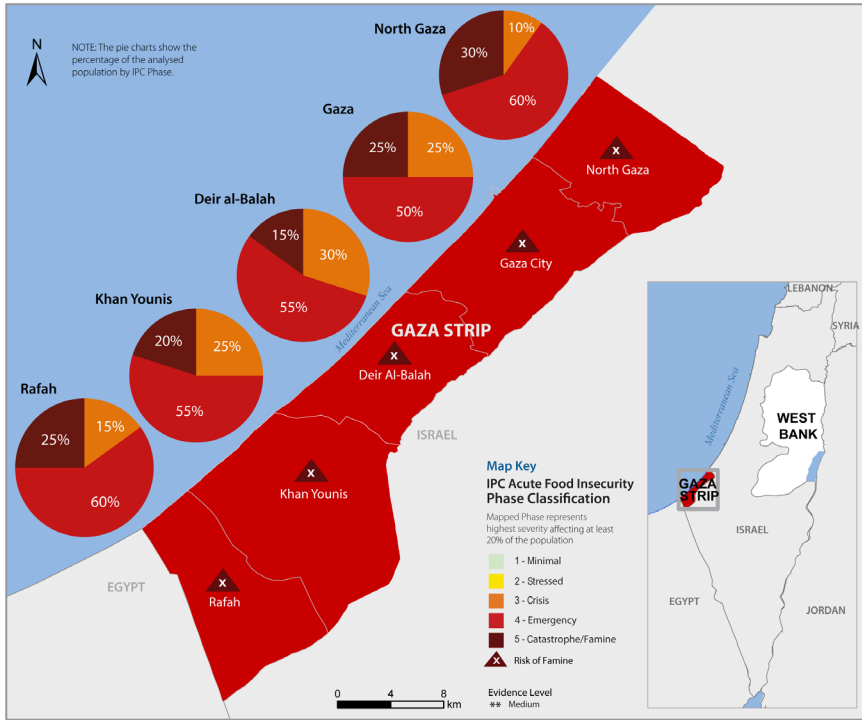 N
NOTE: The pie charts show the
percentage of the analysed
population by IPC Phase.
North Gaza
30%
10%
60%
Gaza
25%
25%
50%
Deir al-Balah
15%
30%
55%
Khan Younis
20%
25%
55%
Rafah
25%
15%
60%
x
North Gaza
x
Gaza City
Mediterranean Sea
GAZA STRIP
x
Deir Al-Balah
x
Khan Younis
x
Rafah
ISRAEL
EGYPT
Map Key
IPC Acute Food Insecurity
Phase Classification
Mapped Phase represents
highest severity affecting at least
20% of the population
1 - Minimal
2 - Stressed
3 - Crisis
4 - Emergency
5 - Catastrophe/Famine
x Risk of Famine
Evidence Level
** Medium
0 4 8
km
LEBANON
SYRIA
Mediterranean Sea
WEST
BANK
GAZA
STRIP
ISRAEL
EGYPT
JORDAN